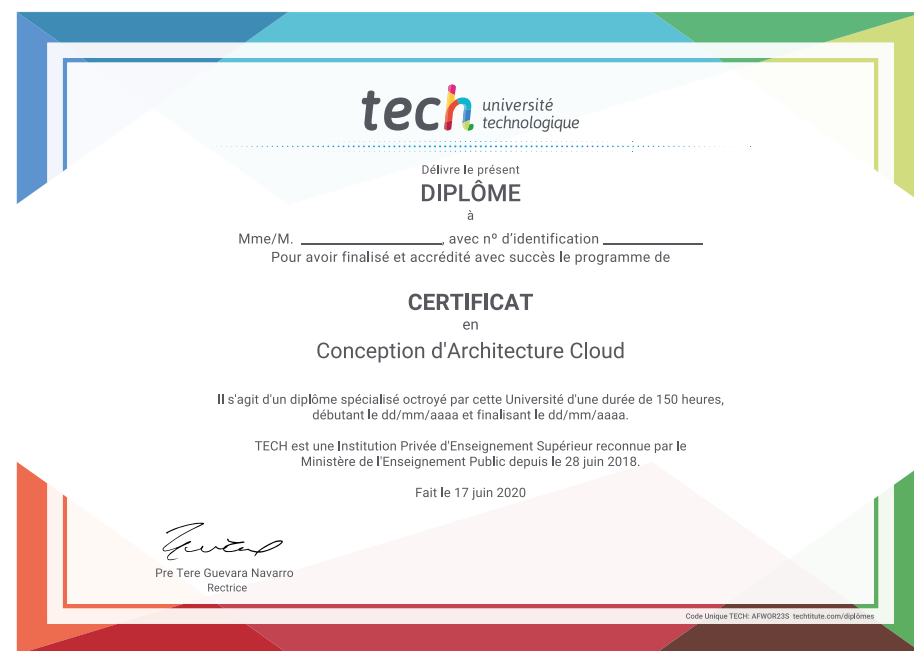 tech université
technologique
Délivre le présent
DIPLÔME
à
Mme/M. ____________________, avec nº d'identification ______________
Pour avoir finalisé et accrédité avec succès le programme de
CERTIFICAT
en
Conception d'Architecture Cloud
Il s'agit d'un diplôme spécialisé octroyé par cette Université d'une durée de 150 heures,
débutant le dd/mm/aaaa et finalisant le dd/mm/aaaa.
TECH est une Institution Privée d'Enseignement Supérieur reconnue par le
Ministère de l'Enseignement Public depuis le 28 juin 2018.
Fait le 17 juin 2020
Pre Tere Guevara Navarro
Rectrice
Code Unique TECH: AFWOR23S techtitute.com/diplômes